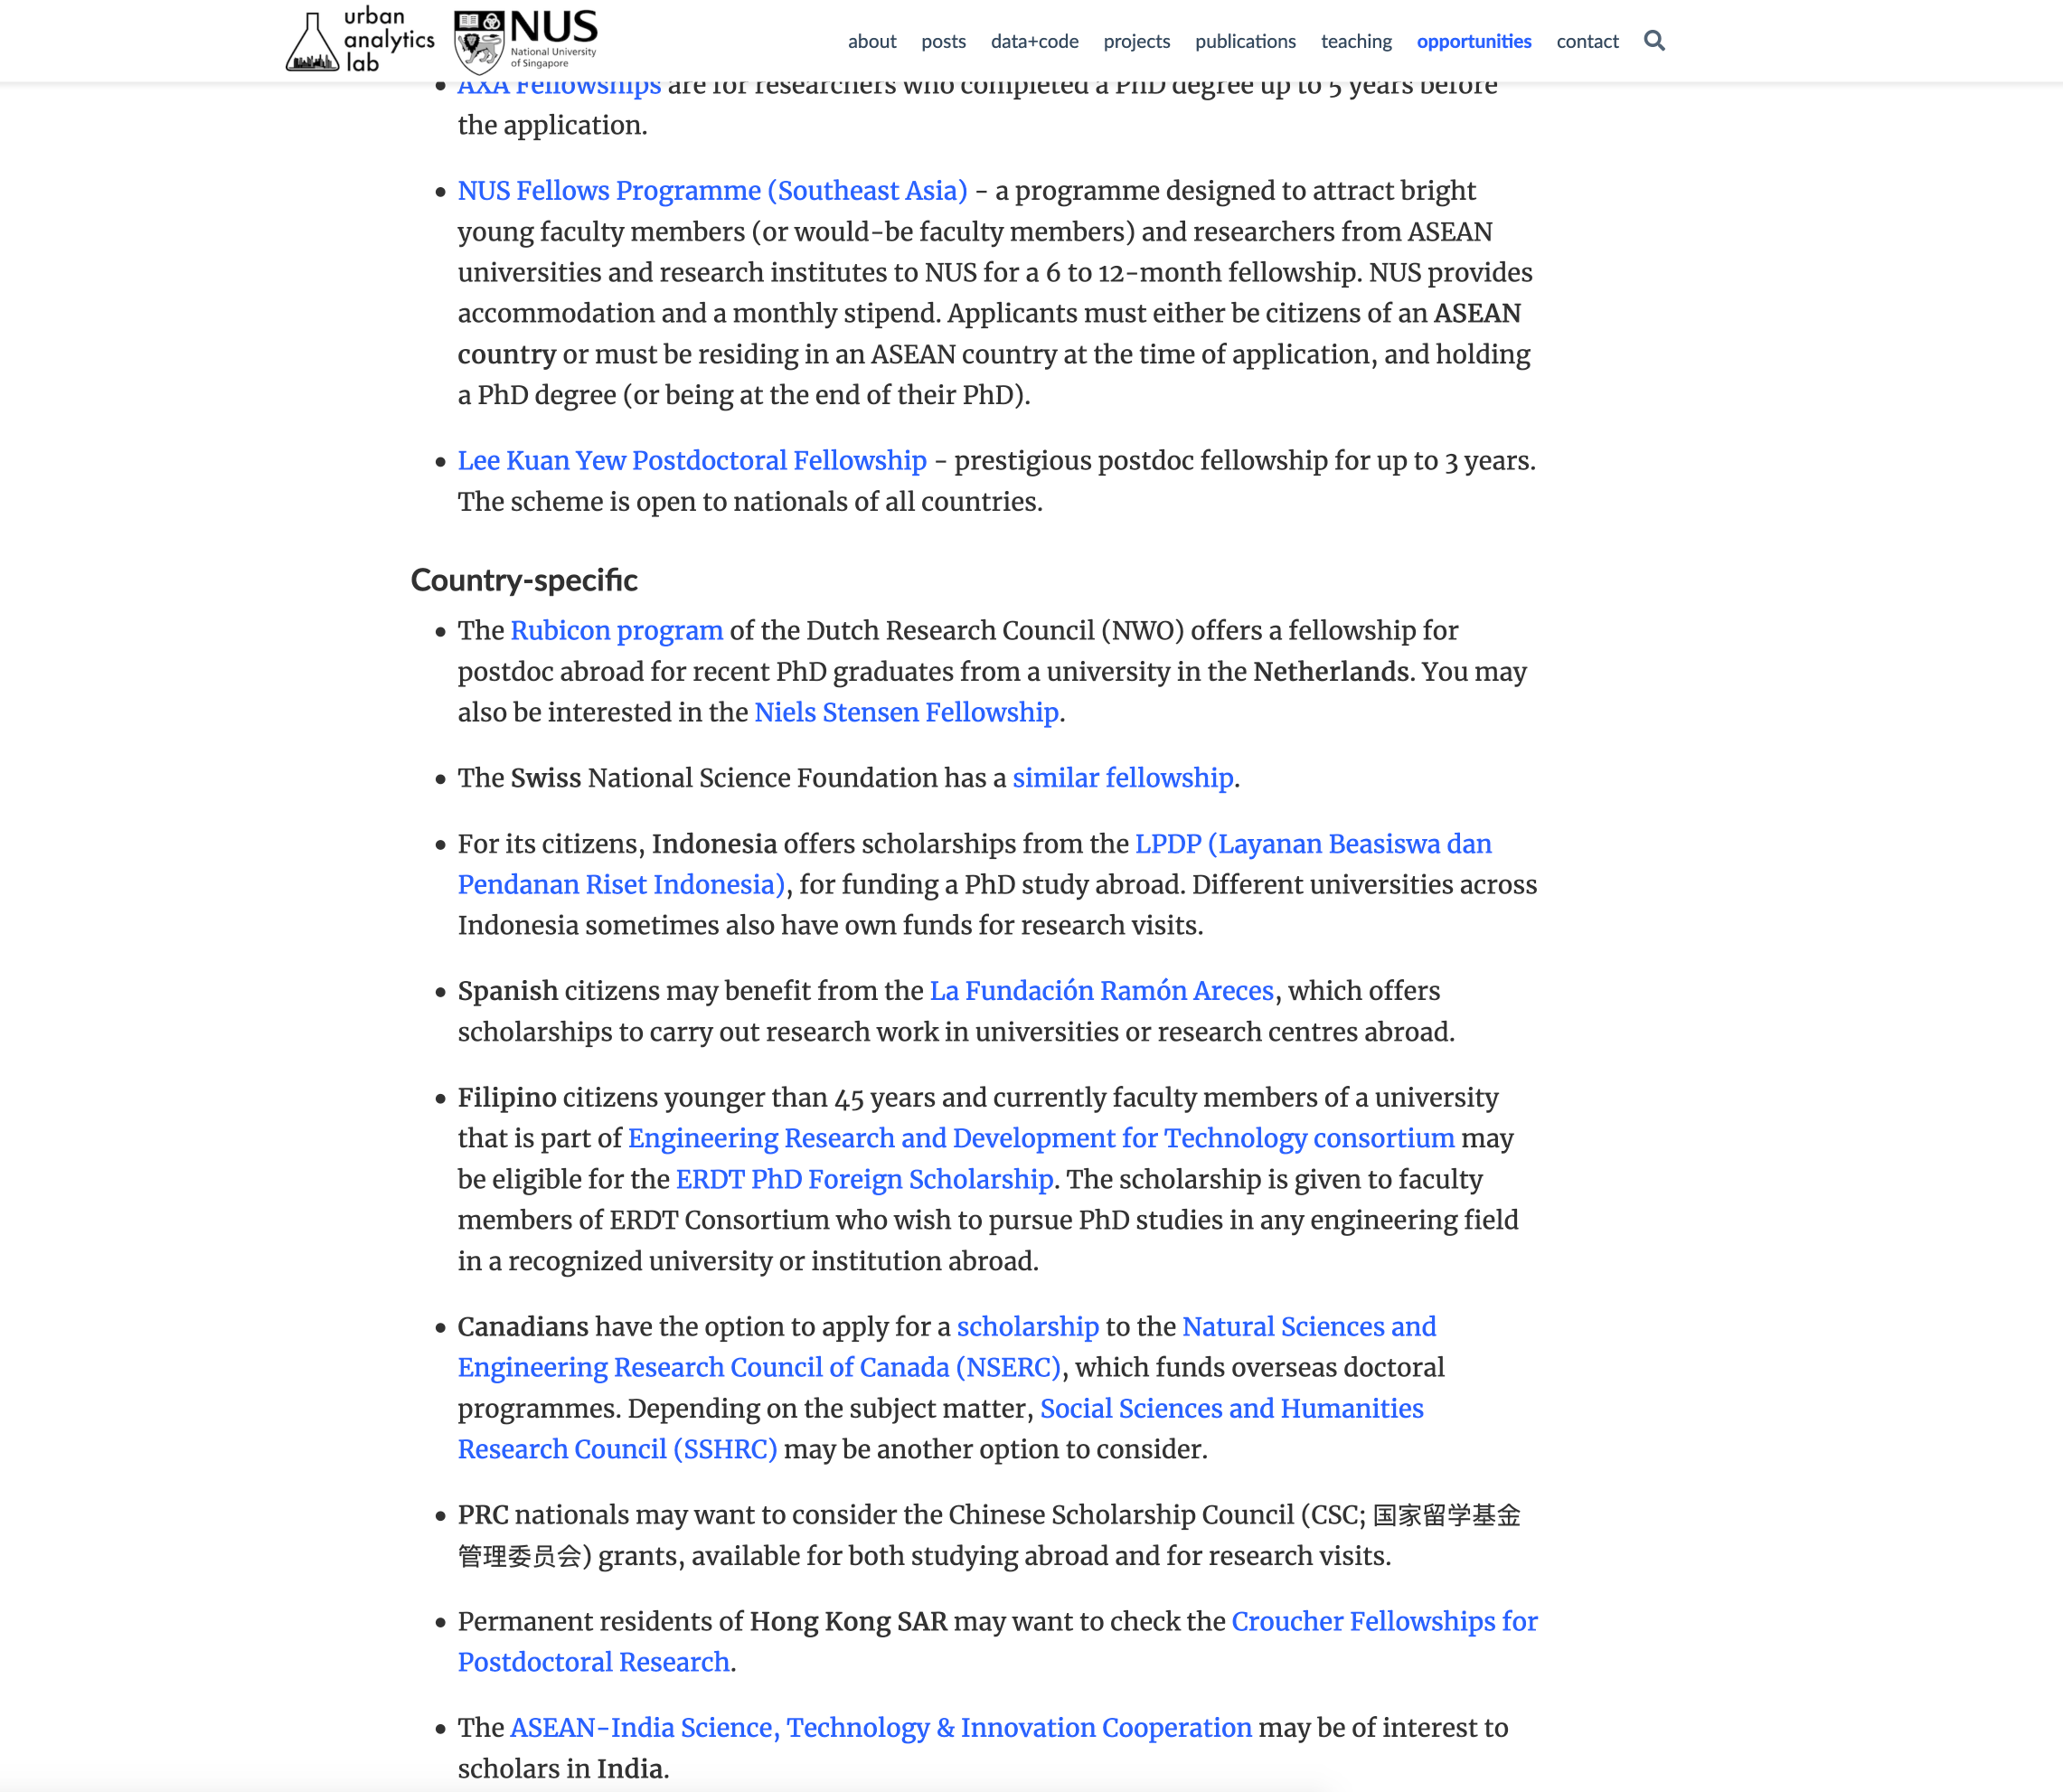 urban
analytics
lab
NUS
National University
of Singapore
about posts data+code projects publications teaching opportunities contact
• AXA Fellowships are for researchers who completed a PhD degree up to 5 years before
the application.
• NUS Fellows Programme (Southeast Asia) - a programme designed to attract bright
young faculty members (or would-be faculty members) and researchers from ASEAN
universities and research institutes to NUS for a 6 to 12-month fellowship. NUS provides
accommodation and a monthly stipend. Applicants must either be citizens of an ASEAN
country or must be residing in an ASEAN country at the time of application, and holding
a PhD degree (or being at the end of their PhD).
• Lee Kuan Yew Postdoctoral Fellowship - prestigious postdoc fellowship for up to 3 years.
The scheme is open to nationals of all countries.
Country-specific
• The Rubicon program of the Dutch Research Council (NWO) offers a fellowship for
postdoc abroad for recent PhD graduates from a university in the Netherlands. You may
also be interested in the Niels Stensen Fellowship.
• The Swiss National Science Foundation has a similar fellowship.
• For its citizens, Indonesia offers scholarships from the LPDP (Layanan Beasiswa dan
Pendanan Riset Indonesia), for funding a PhD study abroad. Different universities across
Indonesia sometimes also have own funds for research visits.
• Spanish citizens may benefit from the La Fundación Ramón Areces, which offers
scholarships to carry out research work in universities or research centres abroad.
• Filipino citizens younger than 45 years and currently faculty members of a university
that is part of Engineering Research and Development for Technology consortium may
be eligible for the ERDT PhD Foreign Scholarship. The scholarship is given to faculty
members of ERDT Consortium who wish to pursue PhD studies in any engineering field
in a recognized university or institution abroad.
• Canadians have the option to apply for a scholarship to the Natural Sciences and
Engineering Research Council of Canada (NSERC), which funds overseas doctoral
programmes. Depending on the subject matter, Social Sciences and Humanities
Research Council (SSHRC) may be another option to consider.
• PRC nationals may want to consider the Chinese Scholarship Council (CSC; 国家留学基金
管理委员会) grants, available for both studying abroad and for research visits.
• Permanent residents of Hong Kong SAR may want to check the Croucher Fellowships for
Postdoctoral Research.
• The ASEAN-India Science, Technology & Innovation Cooperation may be of interest to
scholars in India.